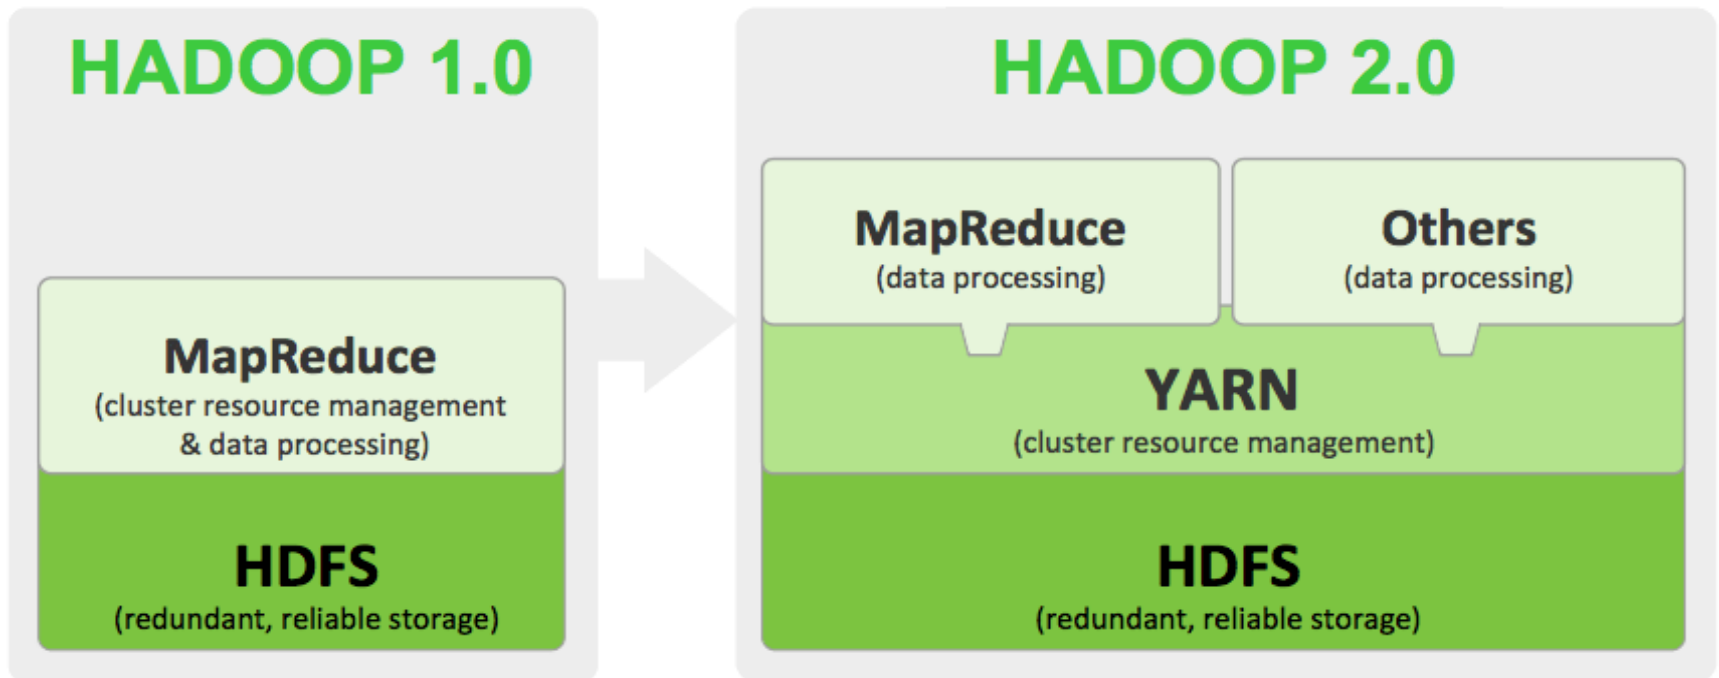 HADOOP 1.0
MapReduce
(cluster resource management
& data processing)
HDFS
(redundant, reliable storage)
HADOOP 2.0
MapReduce
(data processing)
Others
(data processing)
YARN
(cluster resource management)
HDFS
(redundant, reliable storage)